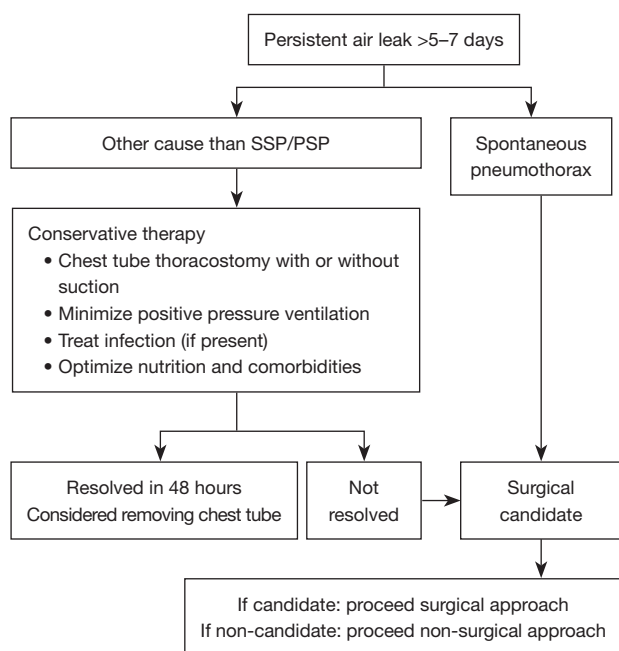 Persistent air leak >5–7 days
Other cause than SSP/PSP
Spontaneous
pneumothorax
Conservative therapy
• Chest tube thoracostomy with or without
suction
• Minimize positive pressure ventilation
• Treat infection (if present)
• Optimize nutrition and comorbidities
Resolved in 48 hours
Considered removing chest tube
Not
resolved
Surgical
candidate
If candidate: proceed surgical approach
If non-candidate: proceed non-surgical approach